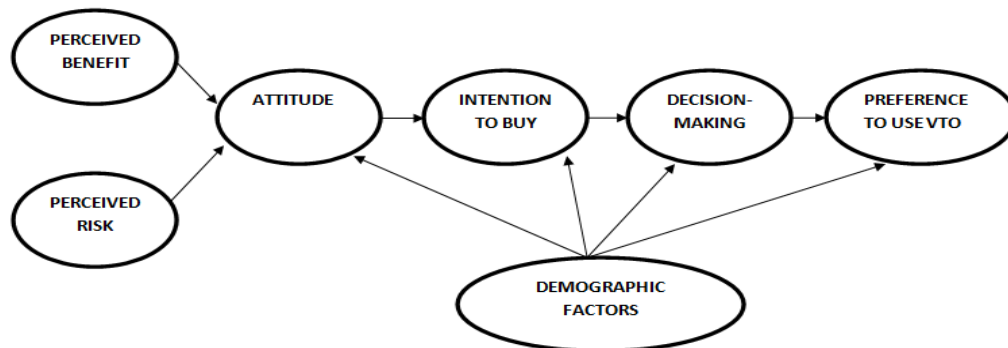 PERCEIVED
BENEFIT
ATTITUDE
INTENTION
TO BUY
DECISION-
MAKING
PREFERENCE
TO USE VTO
PERCEIVED
RISK
DEMOGRAPHIC
FACTORS